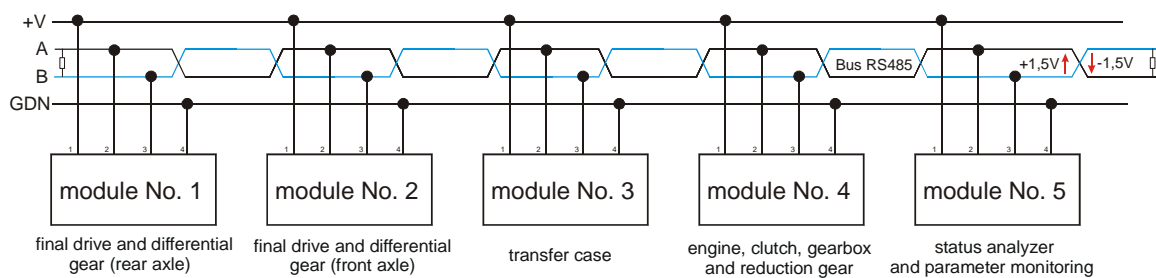 +V
A
B
Bus RS485
+1,5V
-1,5V
GDN
1 2 3 4
1 2 3 4
1 2 3 4
1 2 3 4
1 2 3 4
module No. 1
module No. 2
module No. 3
module No. 4
module No. 5
final drive and differential
gear (rear axle)
final drive and differential
gear (front axle)
transfer case
engine, clutch, gearbox
and reduction gear
status analyzer
and parameter monitoring